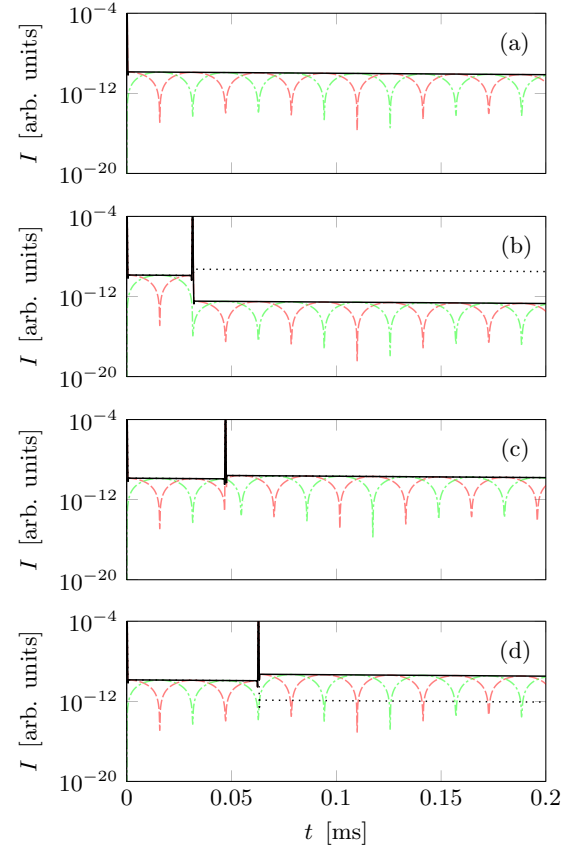 10⁻⁴
(a)
I [arb. units]
10⁻¹²
10⁻²⁰
10⁻⁴
(b)
I [arb. units]
10⁻¹²
10⁻²⁰
10⁻⁴
(c)
I [arb. units]
10⁻¹²
10⁻²⁰
10⁻⁴
(d)
I [arb. units]
10⁻¹²
10⁻²⁰
0 0.05 0.1 0.15 0.2
t [ms]